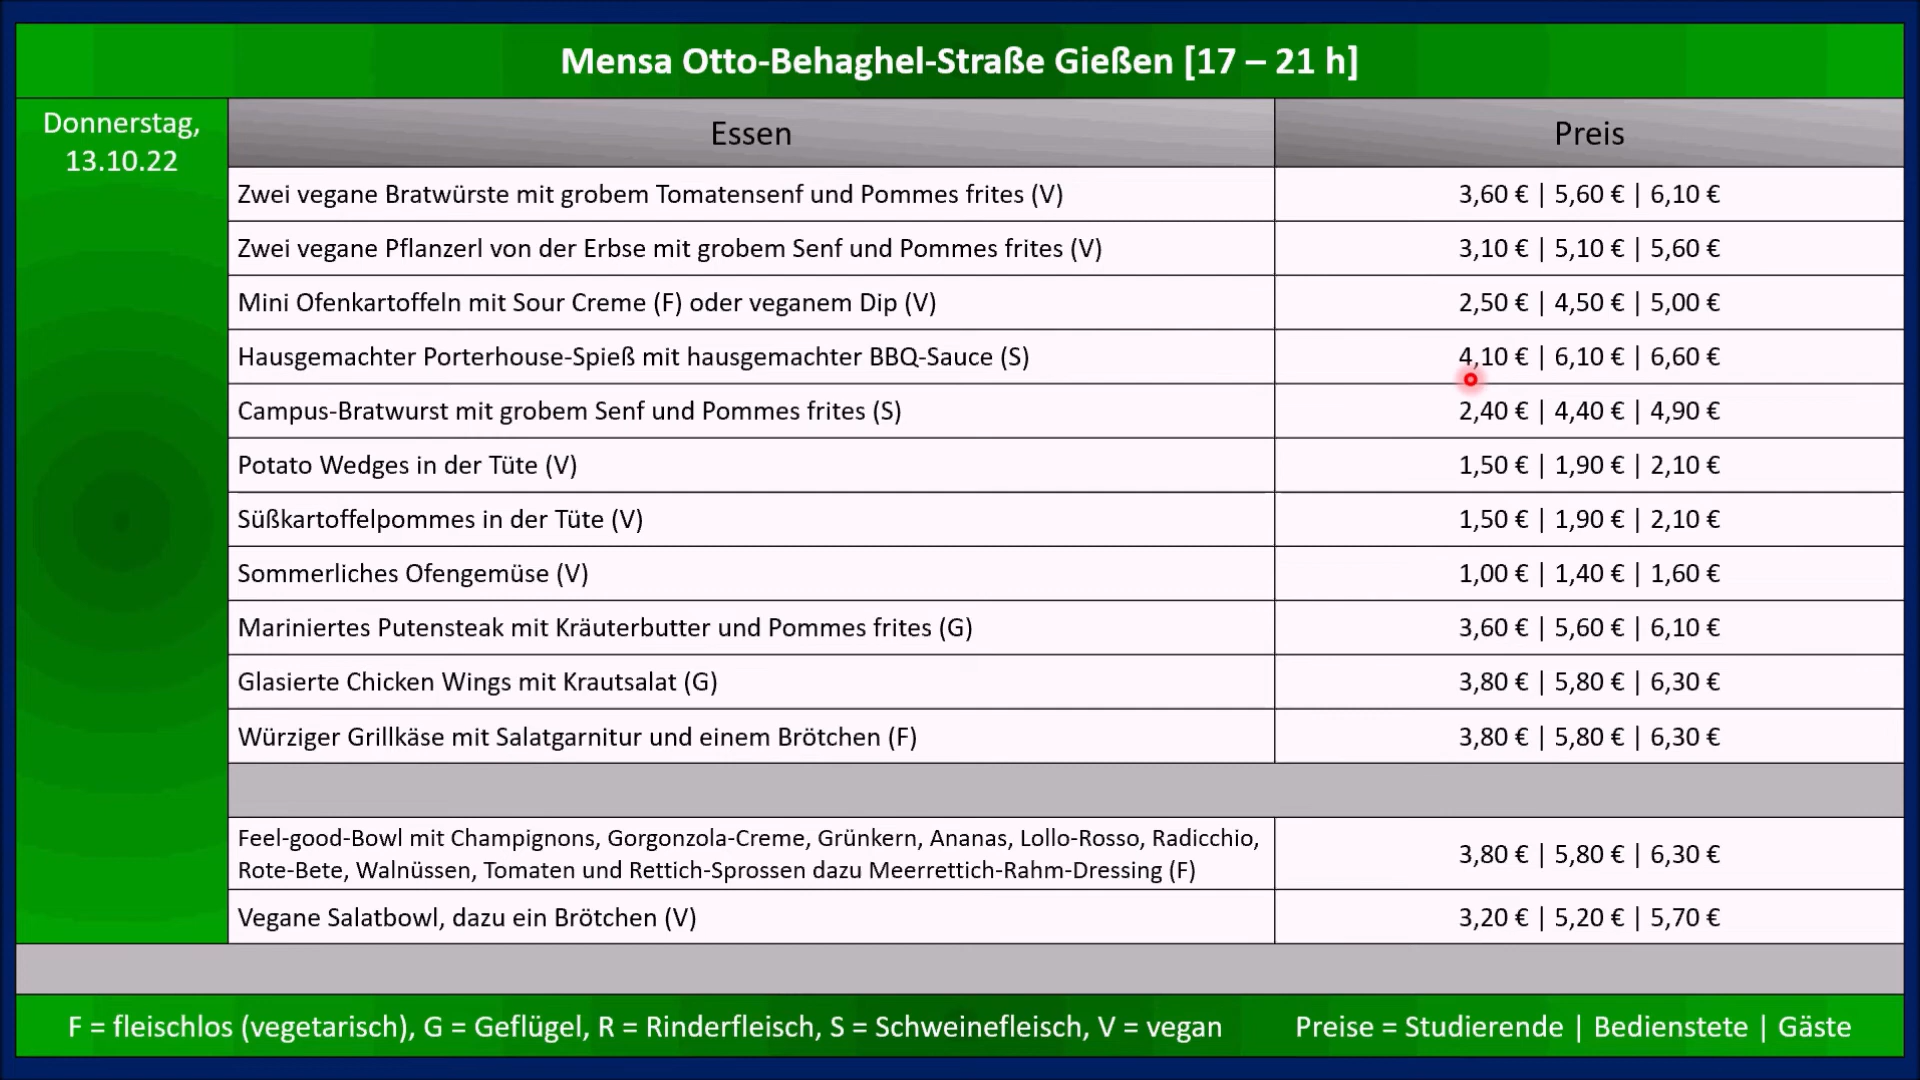 Mensa Otto-Behaghel-Straße Gießen [17 – 21 h]
Donnerstag,
13.10.22
Essen
Preis
Zwei vegane Bratwürste mit grobem Tomatensenf und Pommes frites (V)
3,60 € | 5,60 € | 6,10 €
Zwei vegane Pflanzerl von der Erbse mit grobem Senf und Pommes frites (V)
3,10 € | 5,10 € | 5,60 €
Mini Ofenkartoffeln mit Sour Creme (F) oder veganem Dip (V)
2,50 € | 4,50 € | 5,00 €
Hausgemachter Porterhouse-Spieß mit hausgemachter BBQ-Sauce (S)
4,10 € | 6,10 € | 6,60 €
Campus-Bratwurst mit grobem Senf und Pommes frites (S)
2,40 € | 4,40 € | 4,90 €
Potato Wedges in der Tüte (V)
1,50 € | 1,90 € | 2,10 €
Süßkartoffelpommes in der Tüte (V)
1,50 € | 1,90 € | 2,10 €
Sommerliches Ofengemüse (V)
1,00 € | 1,40 € | 1,60 €
Mariniertes Putensteak mit Kräuterbutter und Pommes frites (G)
3,60 € | 5,60 € | 6,10 €
Glasierte Chicken Wings mit Krautsalat (G)
3,80 € | 5,80 € | 6,30 €
Würziger Grillkäse mit Salatgarnitur und einem Brötchen (F)
3,80 € | 5,80 € | 6,30 €
Feel-good-Bowl mit Champignons, Gorgonzola-Creme, Grünkern, Ananas, Lollo-Rosso, Radicchio,
Rote-Bete, Walnüssen, Tomaten und Rettich-Sprossen dazu Meerrettich-Rahm-Dressing (F)
3,80 € | 5,80 € | 6,30 €
Vegane Salatbowl, dazu ein Brötchen (V)
3,20 € | 5,20 € | 5,70 €
F = fleischlos (vegetarisch), G = Geflügel, R = Rinderfleisch, S = Schweinefleisch, V = vegan
Preise = Studierende | Bedienstete | Gäste